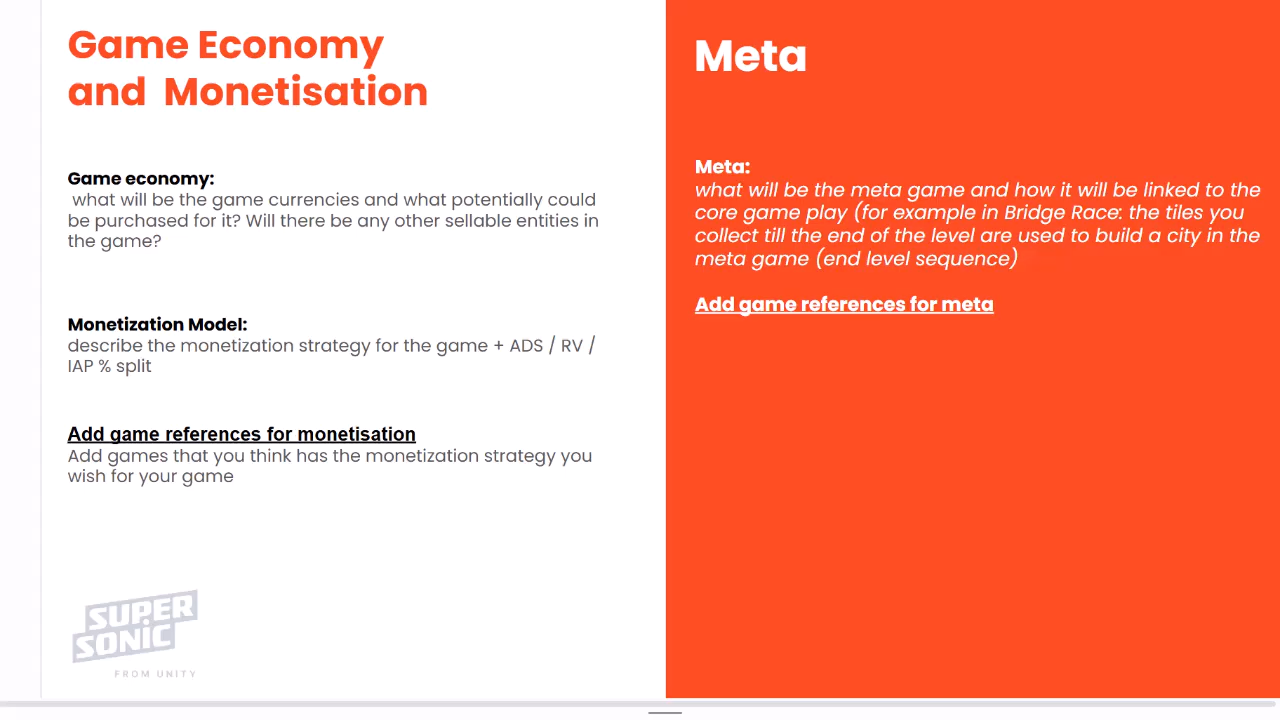 Game Economy
and Monetisation
Game economy:
what will be the game currencies and what potentially could
be purchased for it? Will there be any other sellable entities in
the game?
Monetization Model:
describe the monetization strategy for the game + ADS / RV /
IAP % split
Add game references for monetisation
Add games that you think has the monetization strategy you
wish for your game
SUPER
SONIC
FROM UNITY
Meta
Meta:
what will be the meta game and how it will be linked to the
core game play (for example in Bridge Race: the tiles you
collect till the end of the level are used to build a city in the
meta game (end level sequence)
Add game references for meta